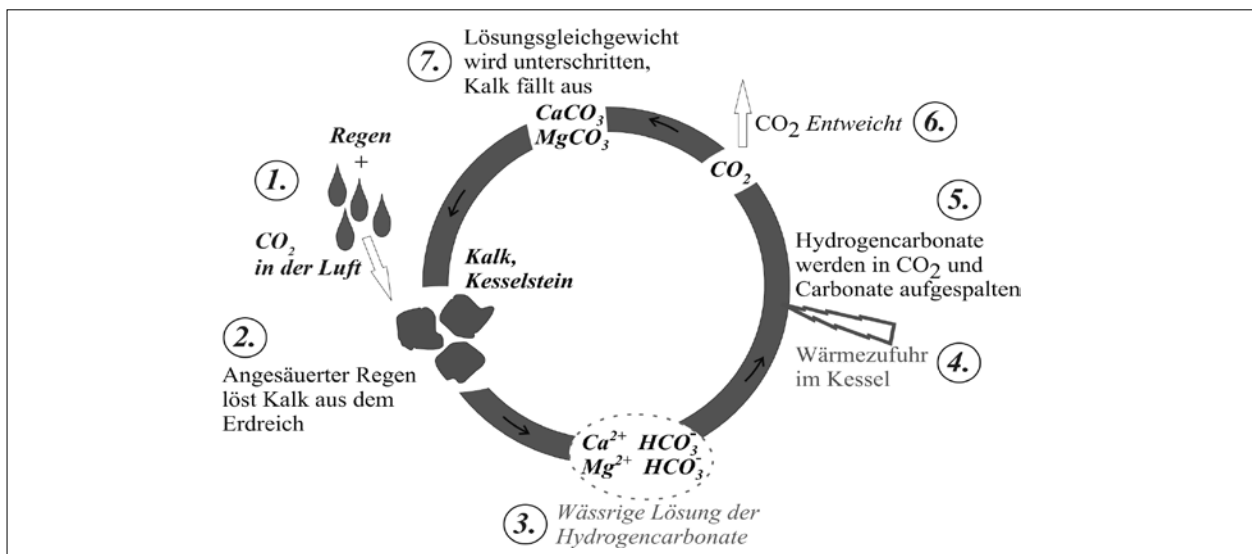 1.
Regen
+
CO2
in der Luft
2.
Angesäuerter Regen
löst Kalk aus dem
Erdreich
Kalk,
Kesselstein
3.
Wässrige Lösung der
Hydrogencarbonate
Ca2+ HCO3-
Mg2+ HCO3-
4.
Wärmezufuhr
im Kessel
5.
Hydrogencarbonate
werden in CO2 und
Carbonate aufgespalten
6.
CO2 Entweicht
CO2
7.
Lösungsgleichgewicht
wird unterschritten,
Kalk fällt aus
CaCO3
MgCO3